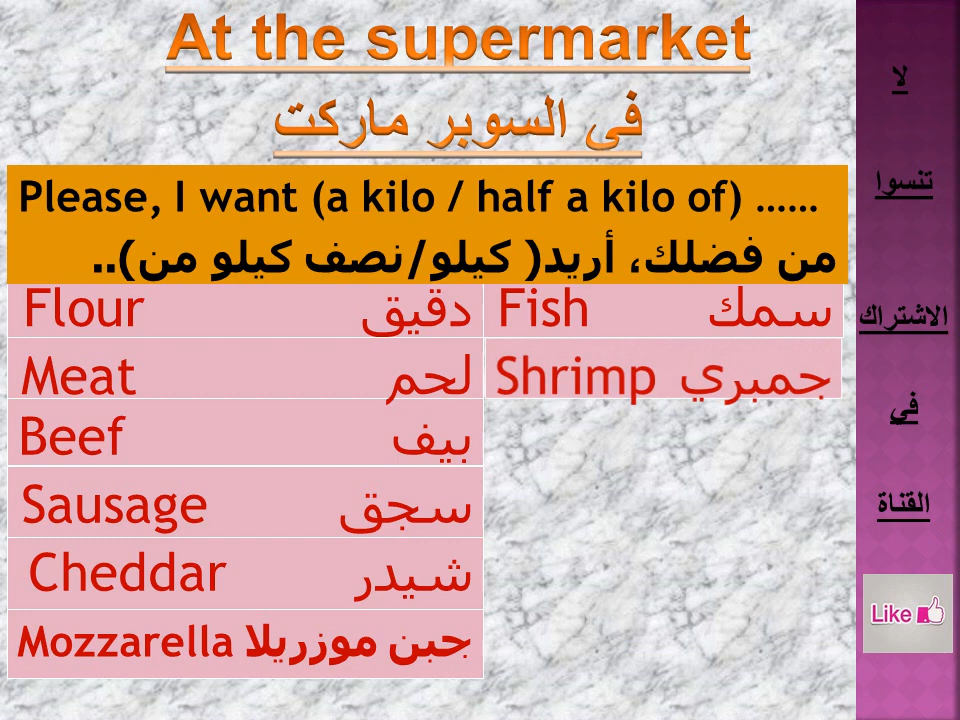 At the supermarket
فى السوبر ماركت
Please, I want (a kilo / half a kilo of) ……
من فضلك، أريد( كيلو/نصف كيلو من)..
Flour دقيق
Fish سمك
Meat لحم
Shrimp جمبري
Beef بيف
Sausage سجق
Cheddar شيدر
Mozzarella جبن موزريلا
لا
تنسوا
الاشتراك
في
القناة
Like